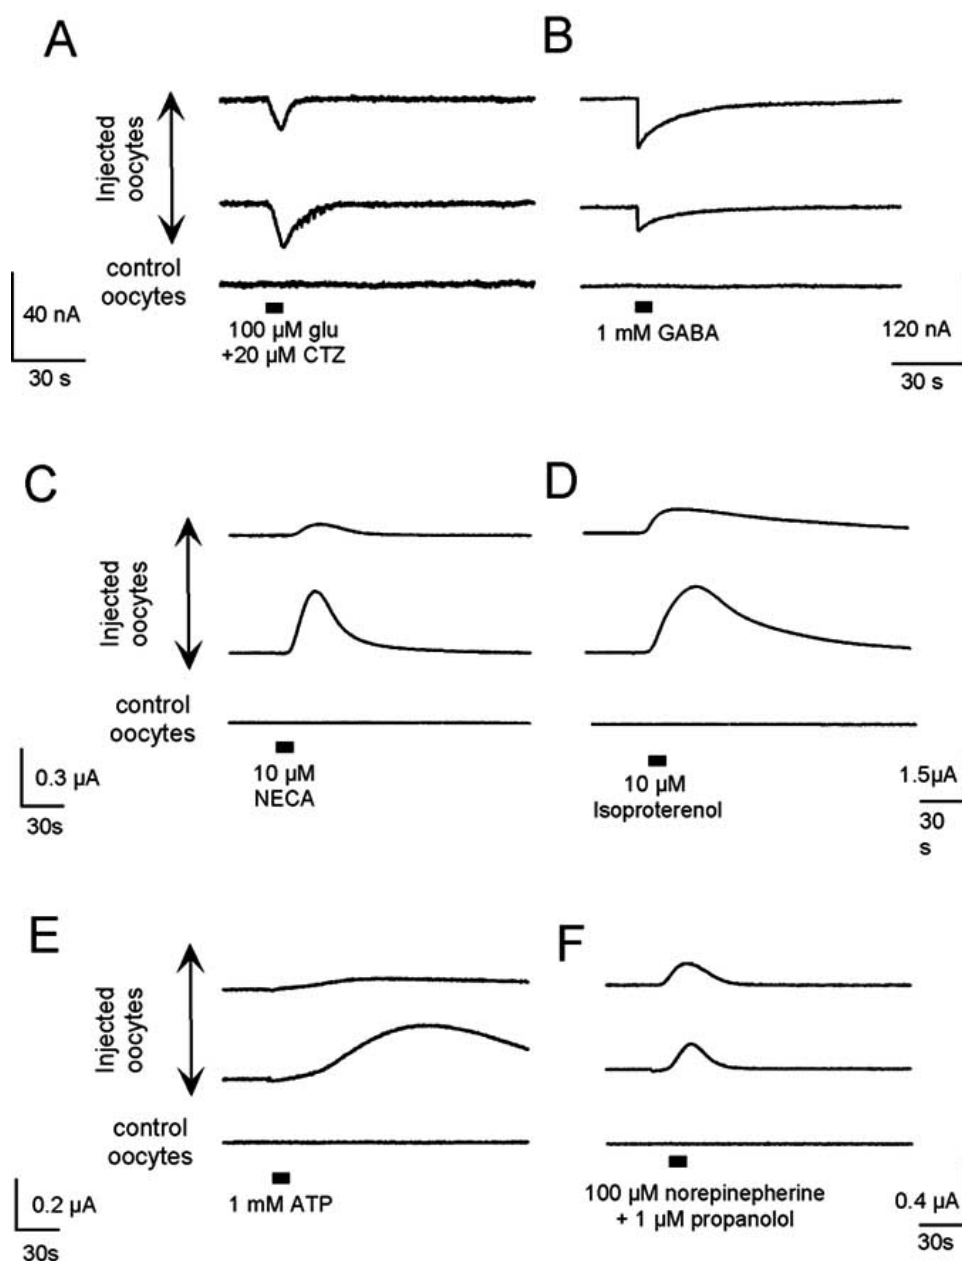 A
B
Injected
oocytes
control
oocytes
40 nA
30 s
100 µM glu
+20 µM CTZ
1 mM GABA
120 nA
30 s
C
D
Injected
oocytes
control
oocytes
0.3 µA
30s
10 µM
NECA
10 µM
Isoproterenol
1.5µA
30
s
E
F
Injected
oocytes
control
oocytes
0.2 µA
30s
1 mM ATP
100 µM norepinepherine
+ 1 µM propanolol
0.4 µA
30s